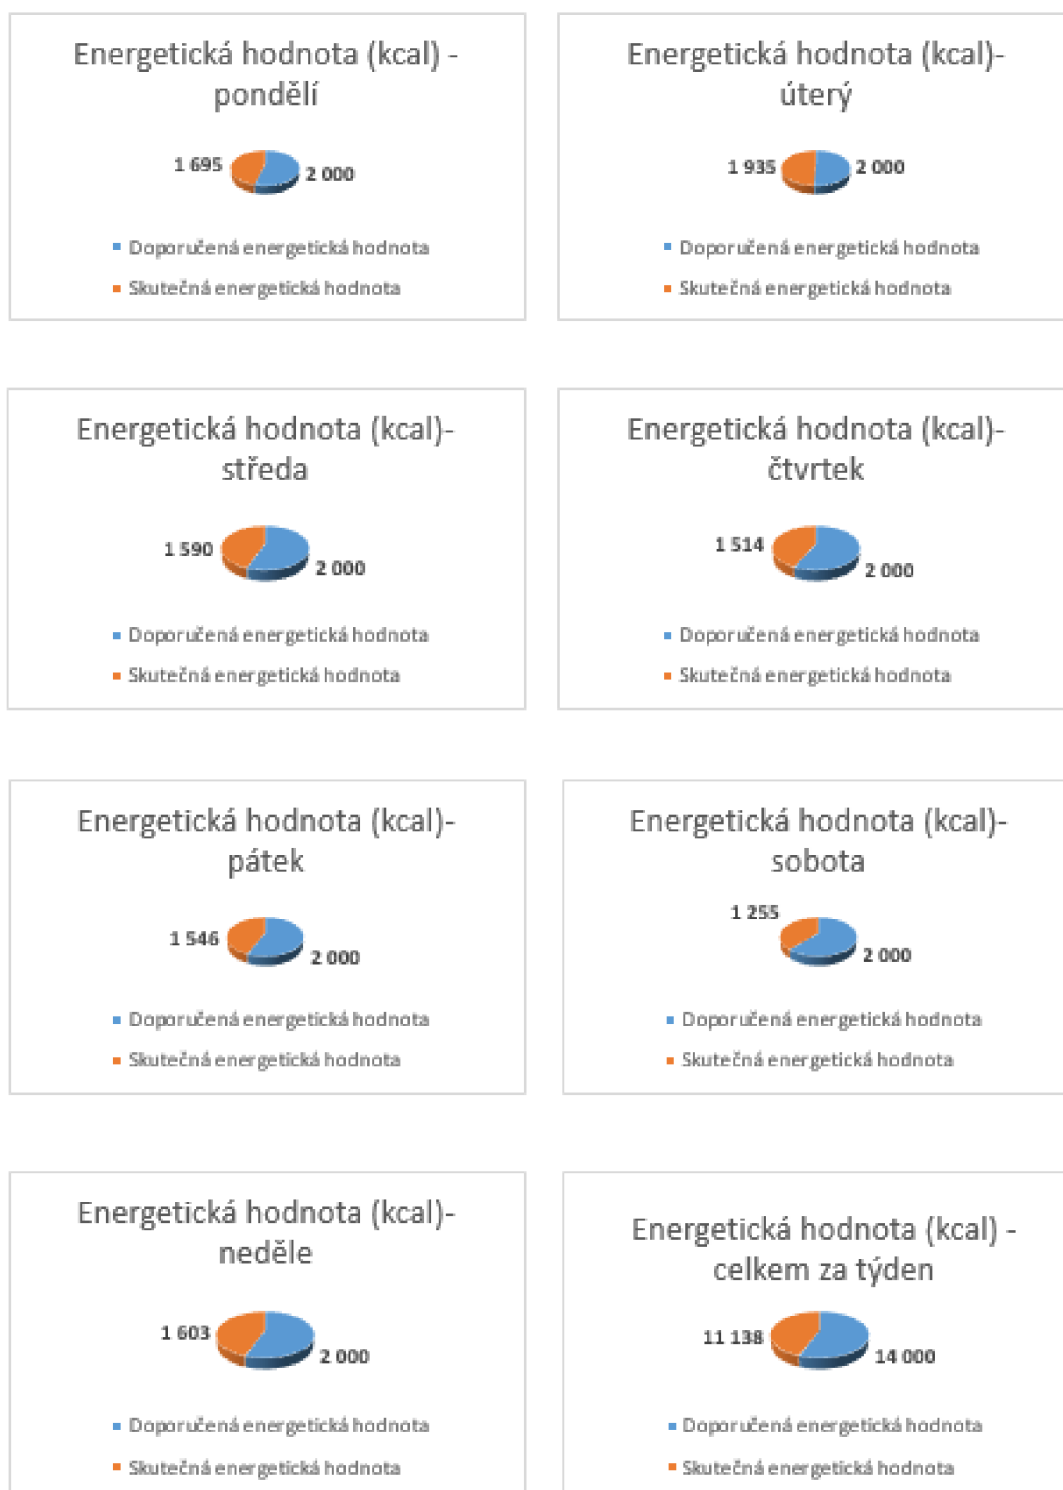 Energetická hodnota (kcal) -
pondělí
1 695
2 000
Doporučená energetická hodnota
Skutečná energetická hodnota
Energetická hodnota (kcal)-
úterý
1 935
2 000
Doporučená energetická hodnota
Skutečná energetická hodnota
Energetická hodnota (kcal)-
středa
1 590
2 000
Doporučená energetická hodnota
Skutečná energetická hodnota
Energetická hodnota (kcal)-
čtvrtek
1 514
2 000
Doporučená energetická hodnota
Skutečná energetická hodnota
Energetická hodnota (kcal)-
pátek
1 546
2 000
Doporučená energetická hodnota
Skutečná energetická hodnota
Energetická hodnota (kcal)-
sobota
1 255
2 000
Doporučená energetická hodnota
Skutečná energetická hodnota
Energetická hodnota (kcal)-
neděle
1 603
2 000
Doporučená energetická hodnota
Skutečná energetická hodnota
Energetická hodnota (kcal) -
celkem za týden
11 138
14 000
Doporučená energetická hodnota
Skutečná energetická hodnota